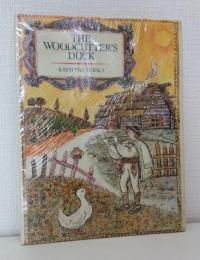 THE
WOODCUTTER'S
DUCK
KRYSTYNA TURSKA